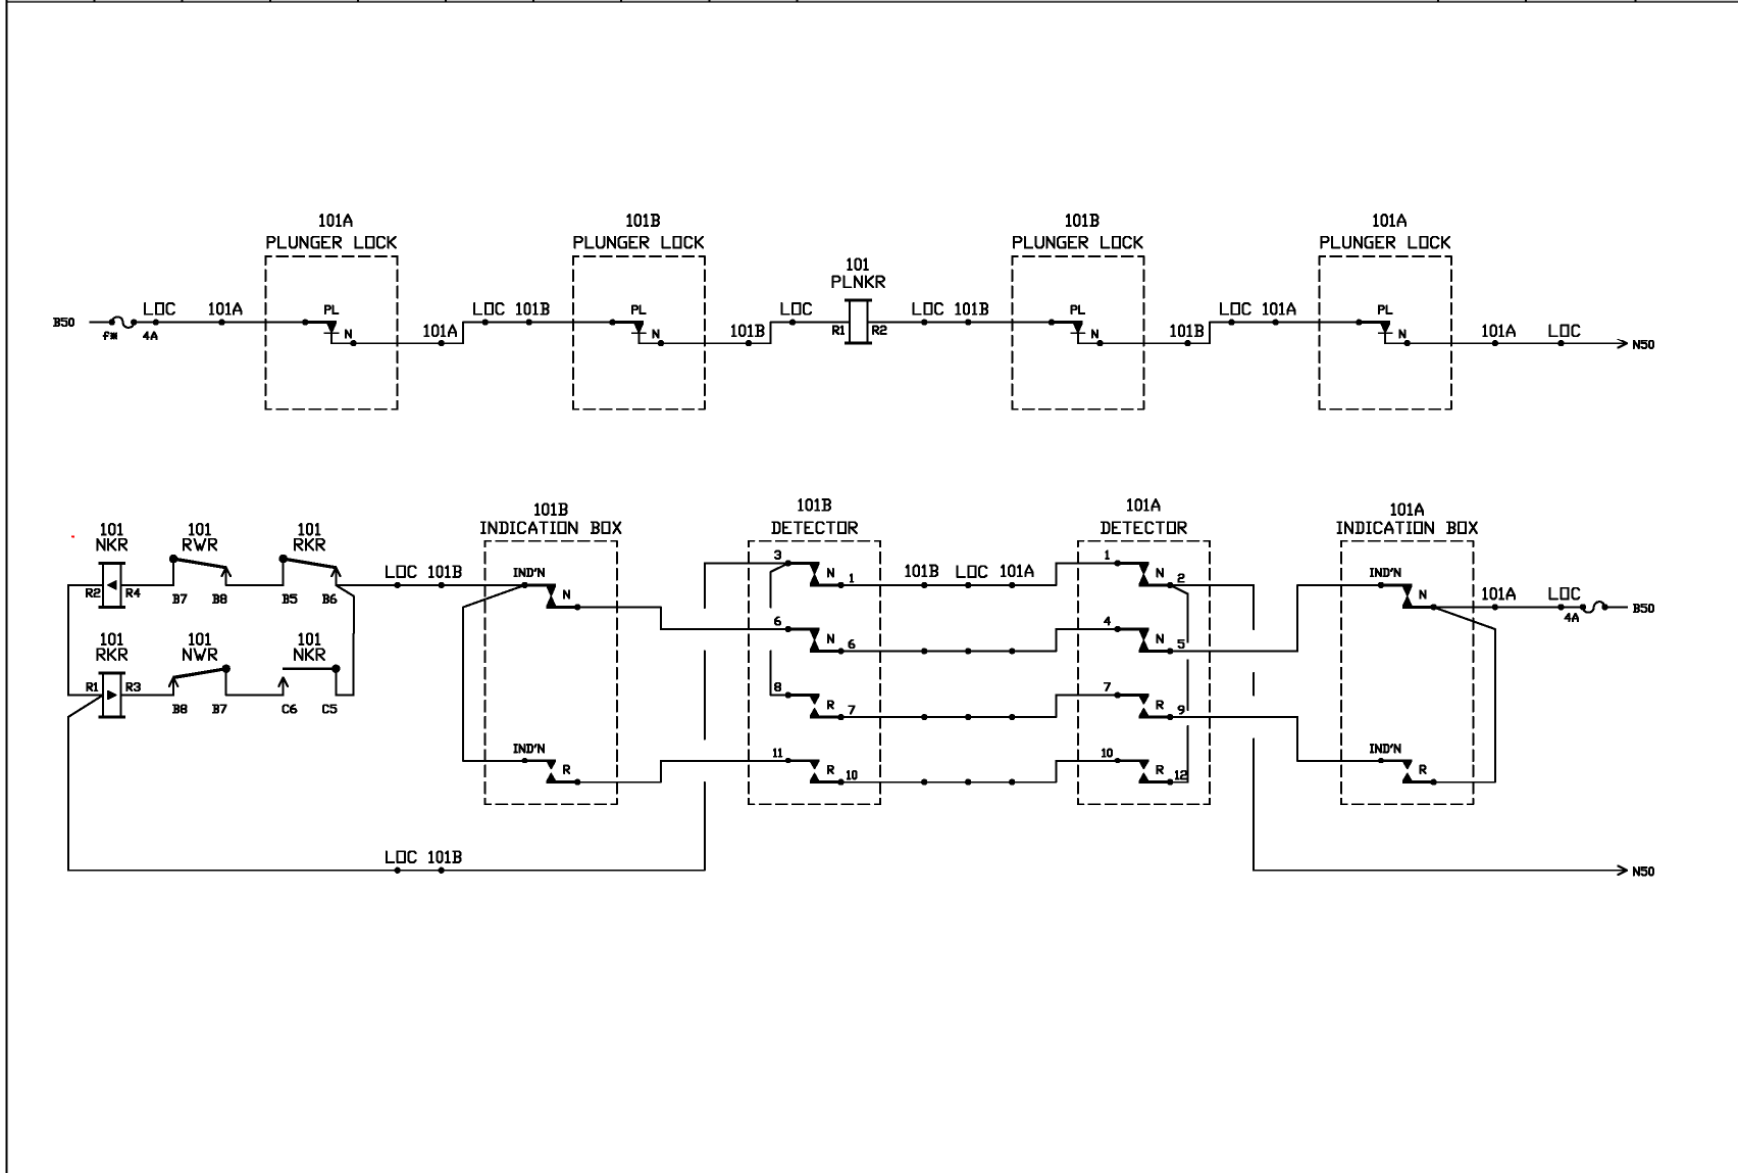 101A 101B 101B 101A
PLUNGER LOCK PLUNGER LOCK PLUNGER LOCK PLUNGER LOCK
101
PLNKR
LOC 101A PL LOC 101B PL LOC LOC 101B PL LOC 101A PL
B50 4A N 101A N 101B R1 R2 N 101B N 101A LOC N50
101B 101B 101A 101A
INDICATION BOX DETECTOR DETECTOR INDICATION BOX
101 101 101
NKR RWR RKR
3 1
LOC 101B IND'N N 1 101B LOC 101A N 2 IND'N
R2 R4 B7 B8 B5 B6 N N 101A LOC B50
4A
6 4
101 101 101 N 6 N 5
RKR NWR NKR
R1 R3 8 7
B8 B7 C6 C5 R 7 R 9
IND'N 11 10 IND'N
R R 10 R 12 R
LOC 101B
N50